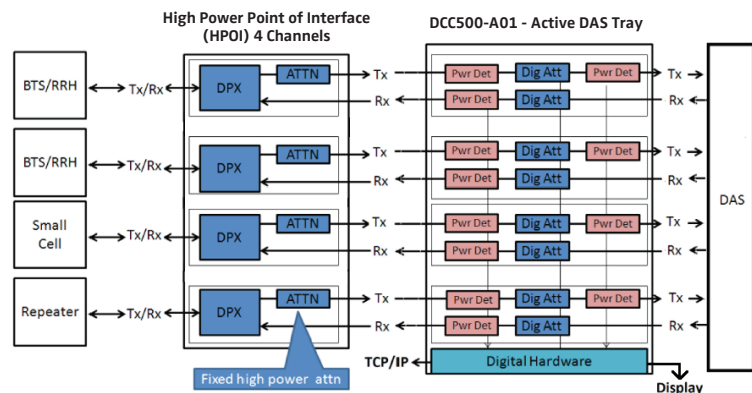 High Power Point of Interface
(HPOI) 4 Channels
DCC500-A01 - Active DAS Tray
BTS/RRH
Tx/Rx
DPX
ATTN
Tx
Rx
Pwr Det
Dig Att
Pwr Det
Tx
Pwr Det
Dig Att
Rx
BTS/RRH
Tx/Rx
DPX
ATTN
Tx
Rx
Pwr Det
Dig Att
Pwr Det
Tx
Pwr Det
Dig Att
Rx
DAS
Small
Cell
Tx/Rx
DPX
ATTN
Tx
Rx
Pwr Det
Dig Att
Pwr Det
Tx
Pwr Det
Dig Att
Rx
Repeater
Tx/Rx
DPX
ATTN
Tx
Rx
Pwr Det
Dig Att
Pwr Det
Tx
Pwr Det
Dig Att
Rx
Fixed high power attn
TCP/IP
Digital Hardware
Display